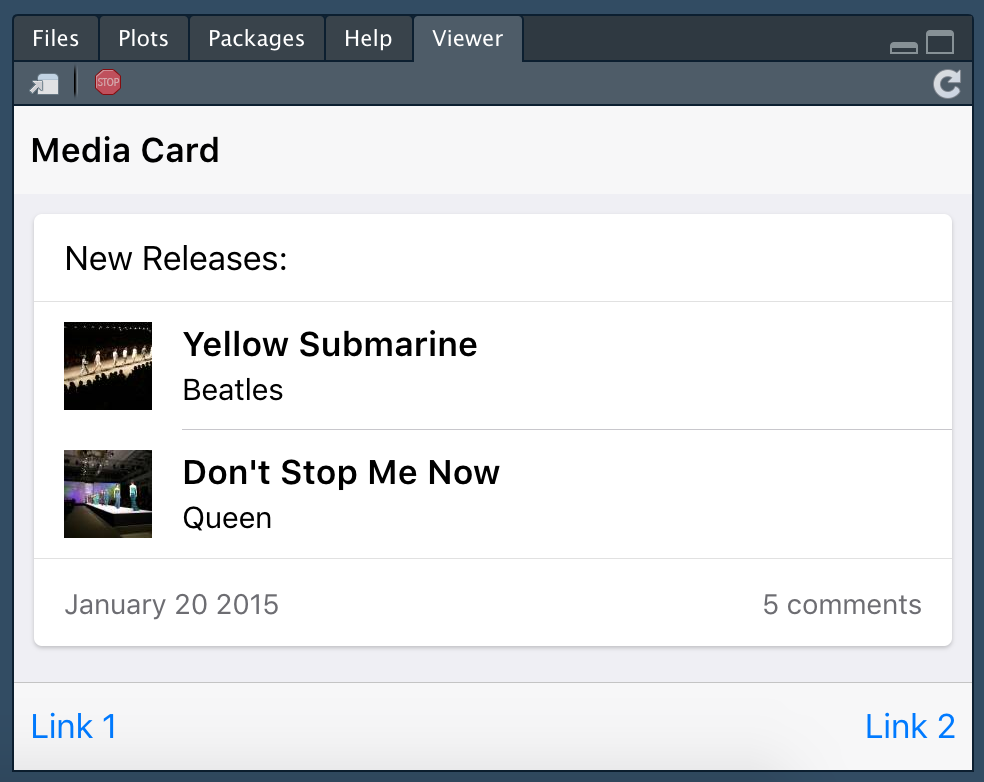 Files Plots Packages Help Viewer
STOP
Media Card
New Releases:
Yellow Submarine
Beatles
Don't Stop Me Now
Queen
January 20 2015 5 comments
Link 1 Link 2